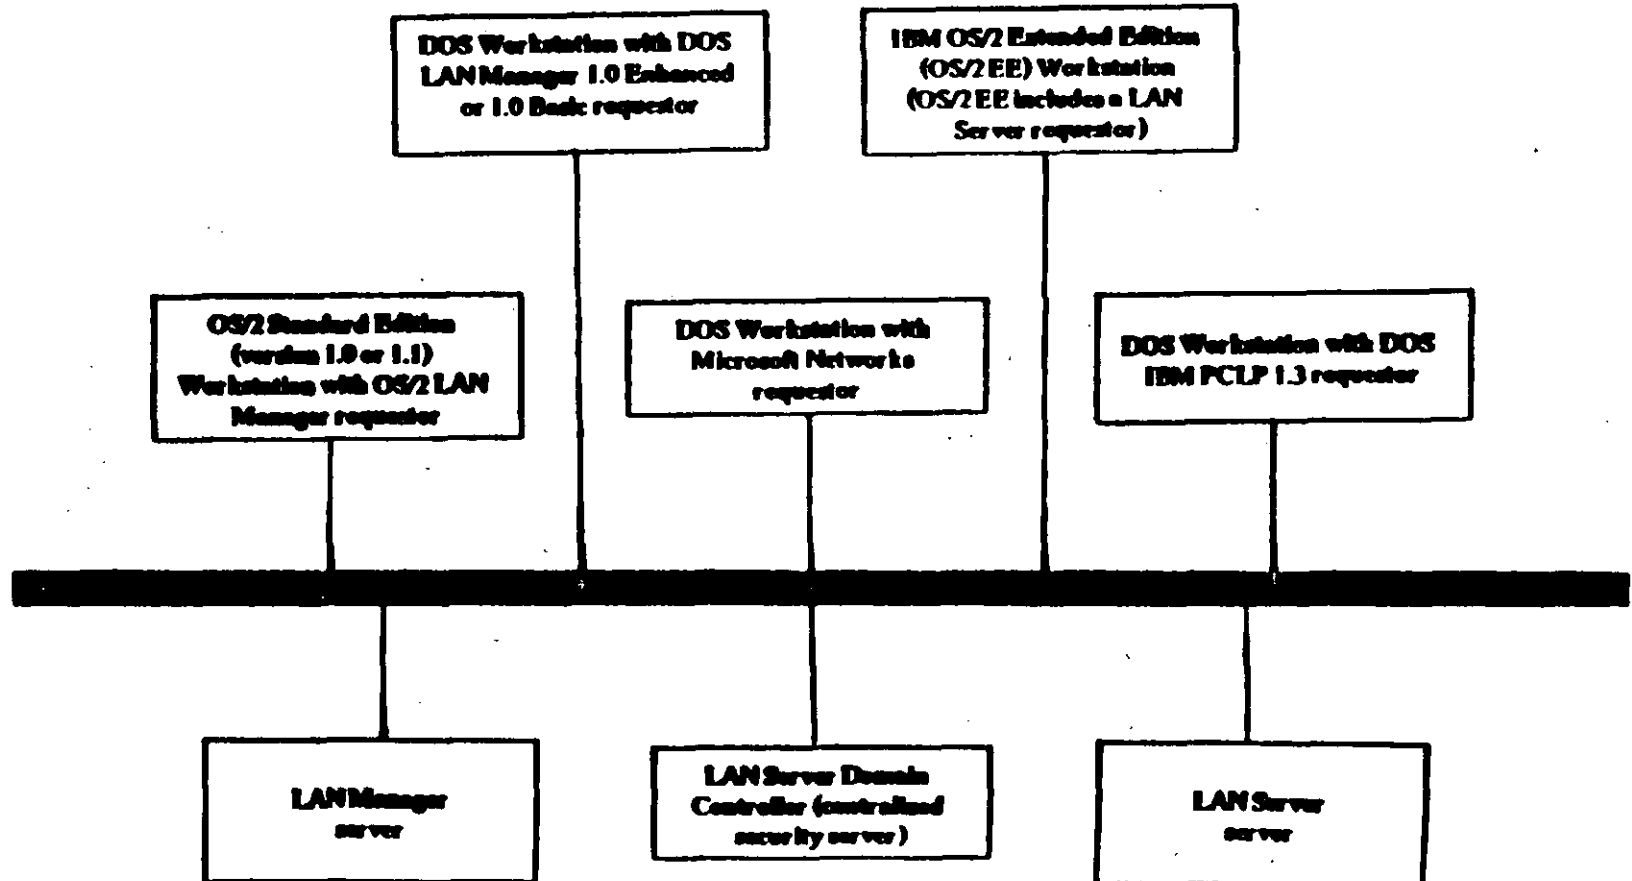 DOS Workstation with DOS
LAN Manager 1.0 Enhanced
or 1.0 Basic requestor
IBM OS/2 Extended Edition
(OS/2 EE) Workstation
(OS/2 EE includes a LAN
Server requestor)
OS/2 Standard Edition
(version 1.0 or 1.1)
Workstation with OS/2 LAN
Manager requestor
DOS Workstation with
Microsoft Networks
requestor
DOS Workstation with DOS
IBM PCLP 1.3 requestor
LAN Manager
server
LAN Server Domain
Controller (centralized
security server)
LAN Server
server